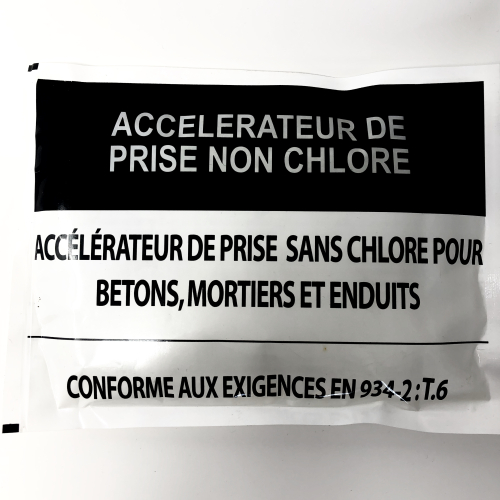 ACCELERATEUR DE
PRISE NON CHLORE
ACCÉLÉRATEUR DE PRISE SANS CHLORE POUR
BETONS, MORTIERS ET ENDUITS
CONFORME AUX EXIGENCES EN 934-2:T.6